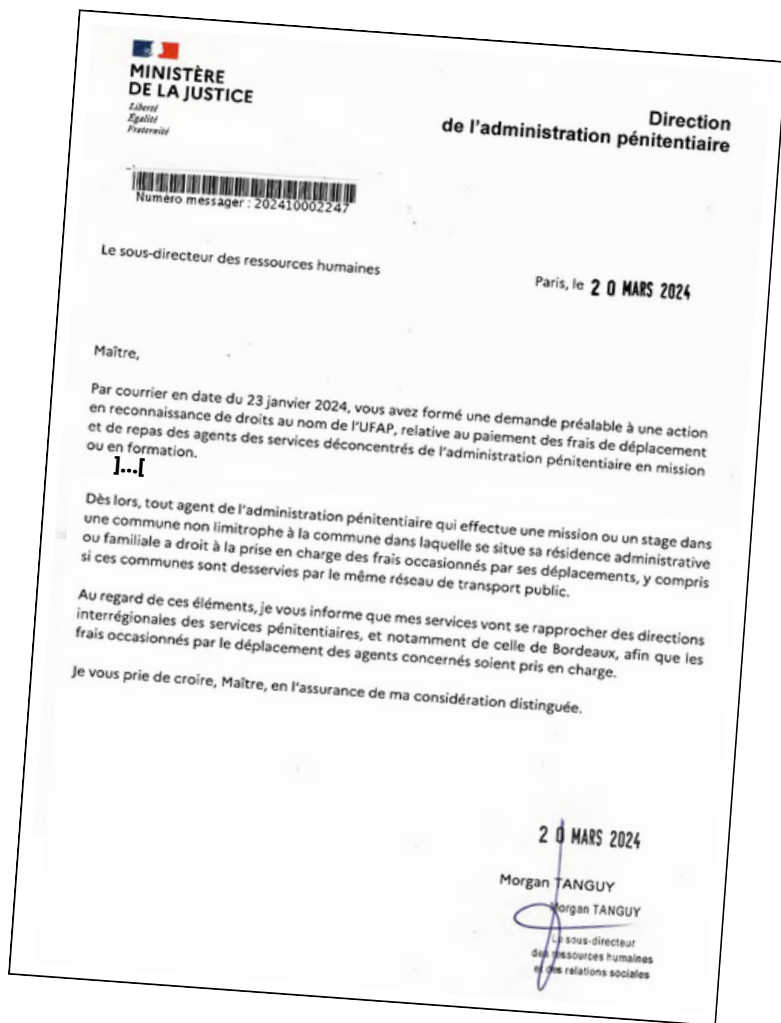 MINISTÈRE
DE LA JUSTICE
Liberté
Égalité
Fraternité
Direction
de l'administration pénitentiaire
Numéro messager : 202410002247
Le sous-directeur des ressources humaines
Paris, le 2 0 MARS 2024
Maître,
Par courrier en date du 23 janvier 2024, vous avez formé une demande préalable à une action
en reconnaissance de droits au nom de l'UFAP, relative au paiement des frais de déplacement
et de repas des agents des services déconcentrés de l'administration pénitentiaire en mission
ou en formation.
]...[
Dès lors, tout agent de l'administration pénitentiaire qui effectue une mission ou un stage dans
une commune non limitrophe à la commune dans laquelle se situe sa résidence administrative
ou familiale a droit à la prise en charge des frais occasionnés par ses déplacements, y compris
si ces communes sont desservies par le même réseau de transport public.
Au regard de ces éléments, je vous informe que mes services vont se rapprocher des directions
interrégionales des services pénitentiaires, et notamment de celle de Bordeaux, afin que les
frais occasionnés par le déplacement des agents concernés soient pris en charge.
Je vous prie de croire, Maître, en l'assurance de ma considération distinguée.
2 0 MARS 2024
Morgan TANGUY
Morgan TANGUY
Le sous-directeur
des ressources humaines
et des relations sociales